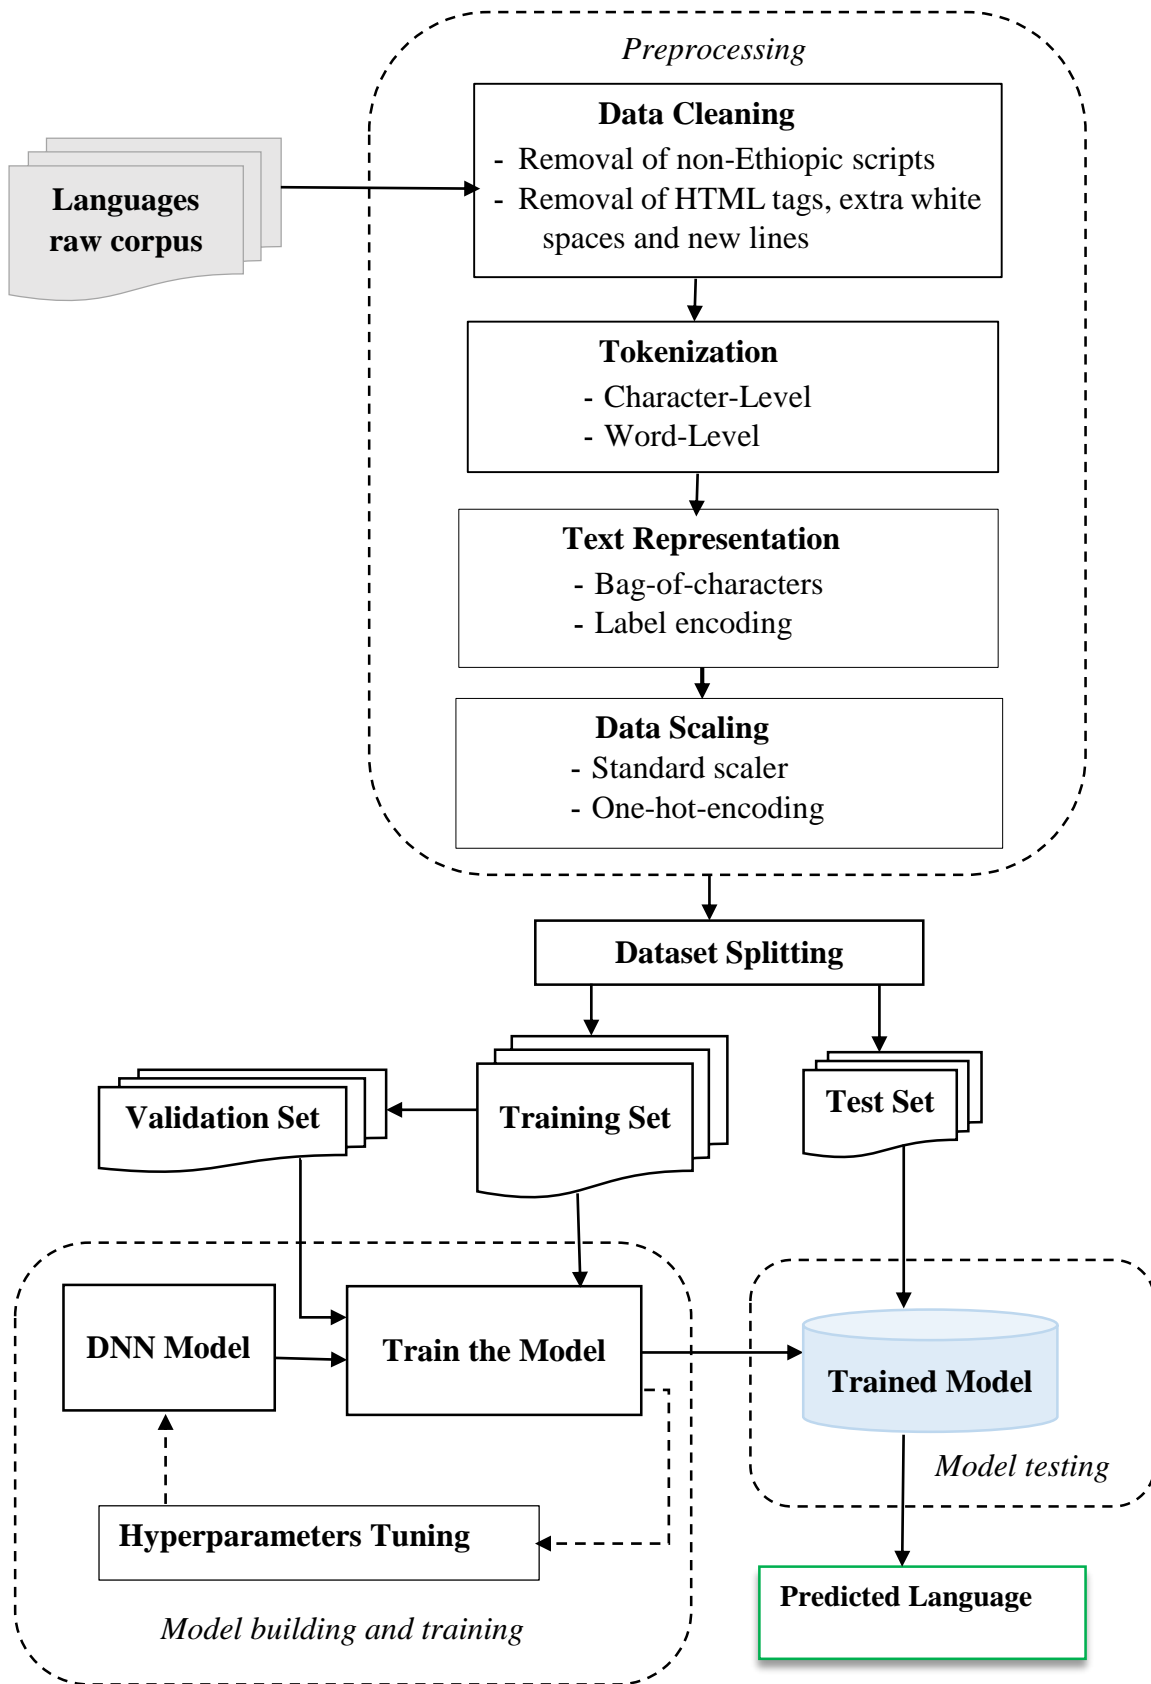 Preprocessing
Data Cleaning
- Removal of non-Ethiopic scripts
- Removal of HTML tags, extra white
spaces and new lines
Languages
raw corpus
Tokenization
- Character-Level
- Word-Level
Text Representation
- Bag-of-characters
- Label encoding
Data Scaling
- Standard scaler
- One-hot-encoding
Dataset Splitting
Validation Set
Training Set
Test Set
DNN Model
Train the Model
Trained Model
Model testing
Hyperparameters Tuning
Predicted Language
Model building and training